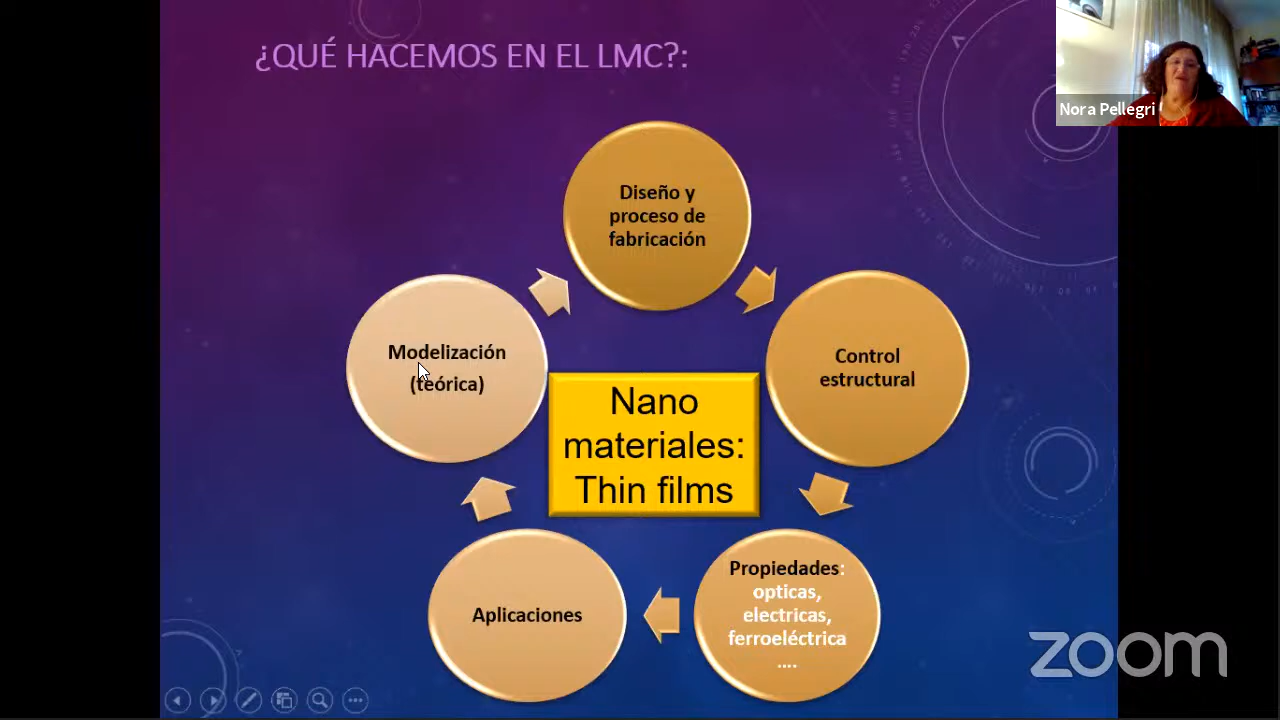 ¿QUÉ HACEMOS EN EL LMC?:
Nora Pellegri
Diseño y
proceso de
fabricación
Control
estructural
Propiedades:
opticas,
electricas,
ferroeléctrica
....
Aplicaciones
Modelización
(teórica)
Nano
materiales:
Thin films
zoom